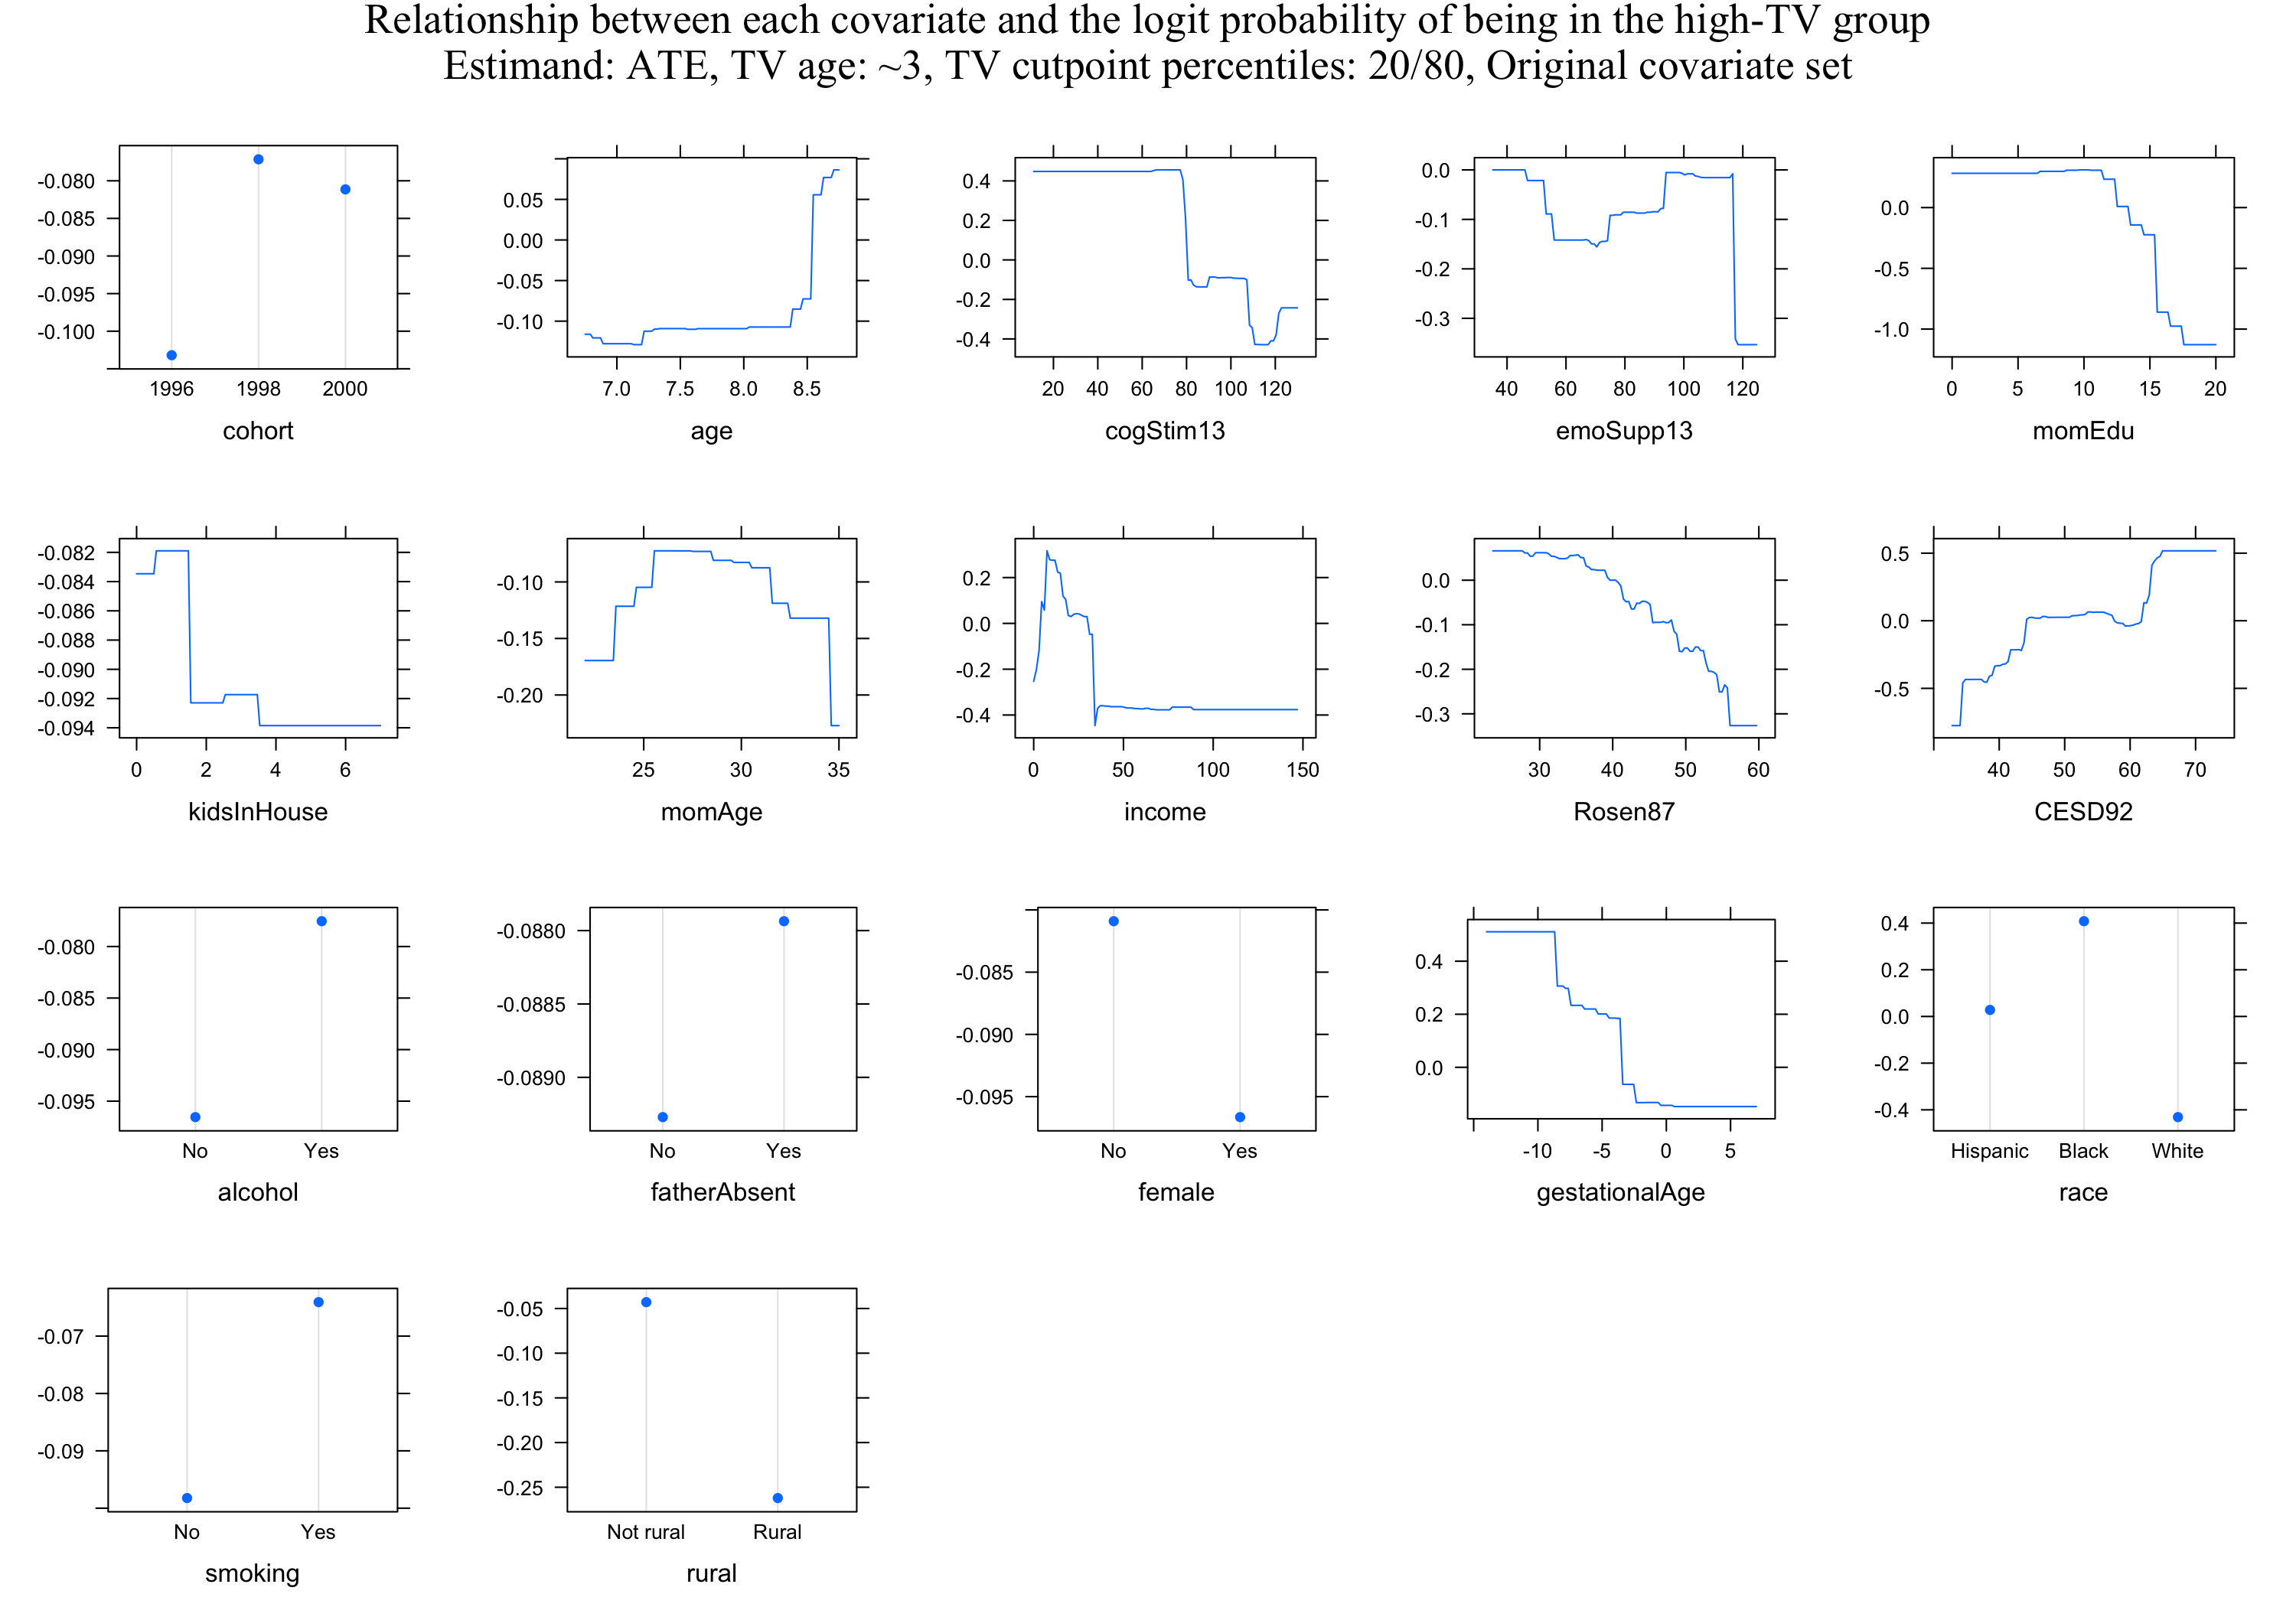 Relationship between each covariate and the logit probability of being in the high-TV group
Estimand: ATE, TV age: ~3, TV cutpoint percentiles: 20/80, Original covariate set
-0.080
-0.085
-0.090
-0.095
-0.100
1996 1998 2000
cohort
0.05
0.00
-0.05
-0.10
7.0 7.5 8.0 8.5
age
0.4
0.2
0.0
-0.2
-0.4
20 40 60 80 100 120
cogStim13
0.0
-0.1
-0.2
-0.3
40 60 80 100 120
emoSupp13
0.0
-0.5
-1.0
0 5 10 15 20
momEdu
-0.082
-0.084
-0.086
-0.088
-0.090
-0.092
-0.094
0 2 4 6
kidsInHouse
-0.10
-0.15
-0.20
25 30 35
momAge
0.2
0.0
-0.2
-0.4
0 50 100 150
income
0.0
-0.1
-0.2
-0.3
30 40 50 60
Rosen87
0.5
0.0
-0.5
40 50 60 70
CESD92
-0.080
-0.085
-0.090
-0.095
No Yes
alcohol
-0.0880
-0.0885
-0.0890
No Yes
fatherAbsent
-0.085
-0.090
-0.095
No Yes
female
0.4
0.2
0.0
-10 -5 0 5
gestationalAge
0.4
0.2
0.0
-0.2
-0.4
Hispanic Black White
race
-0.07
-0.08
-0.09
No Yes
smoking
-0.05
-0.10
-0.15
-0.20
-0.25
Not rural Rural
rural